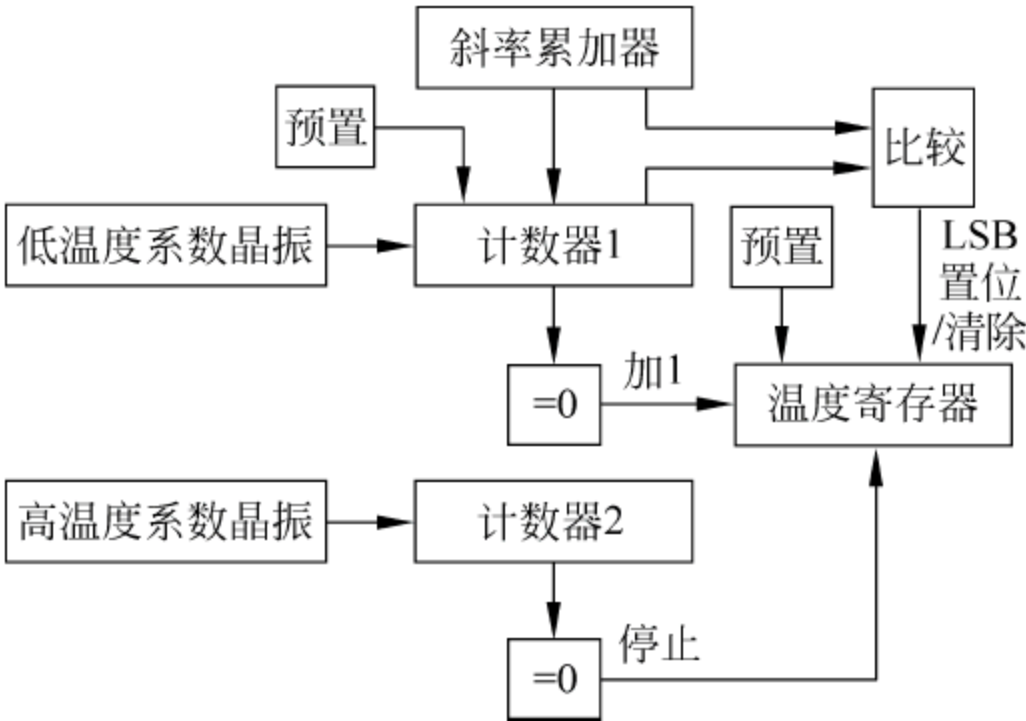 斜率累加器
预置
比较
低温度系数晶振
计数器1
预置
LSB
置位
/清除
=0
加1
温度寄存器
高温度系数晶振
计数器2
=0
停止